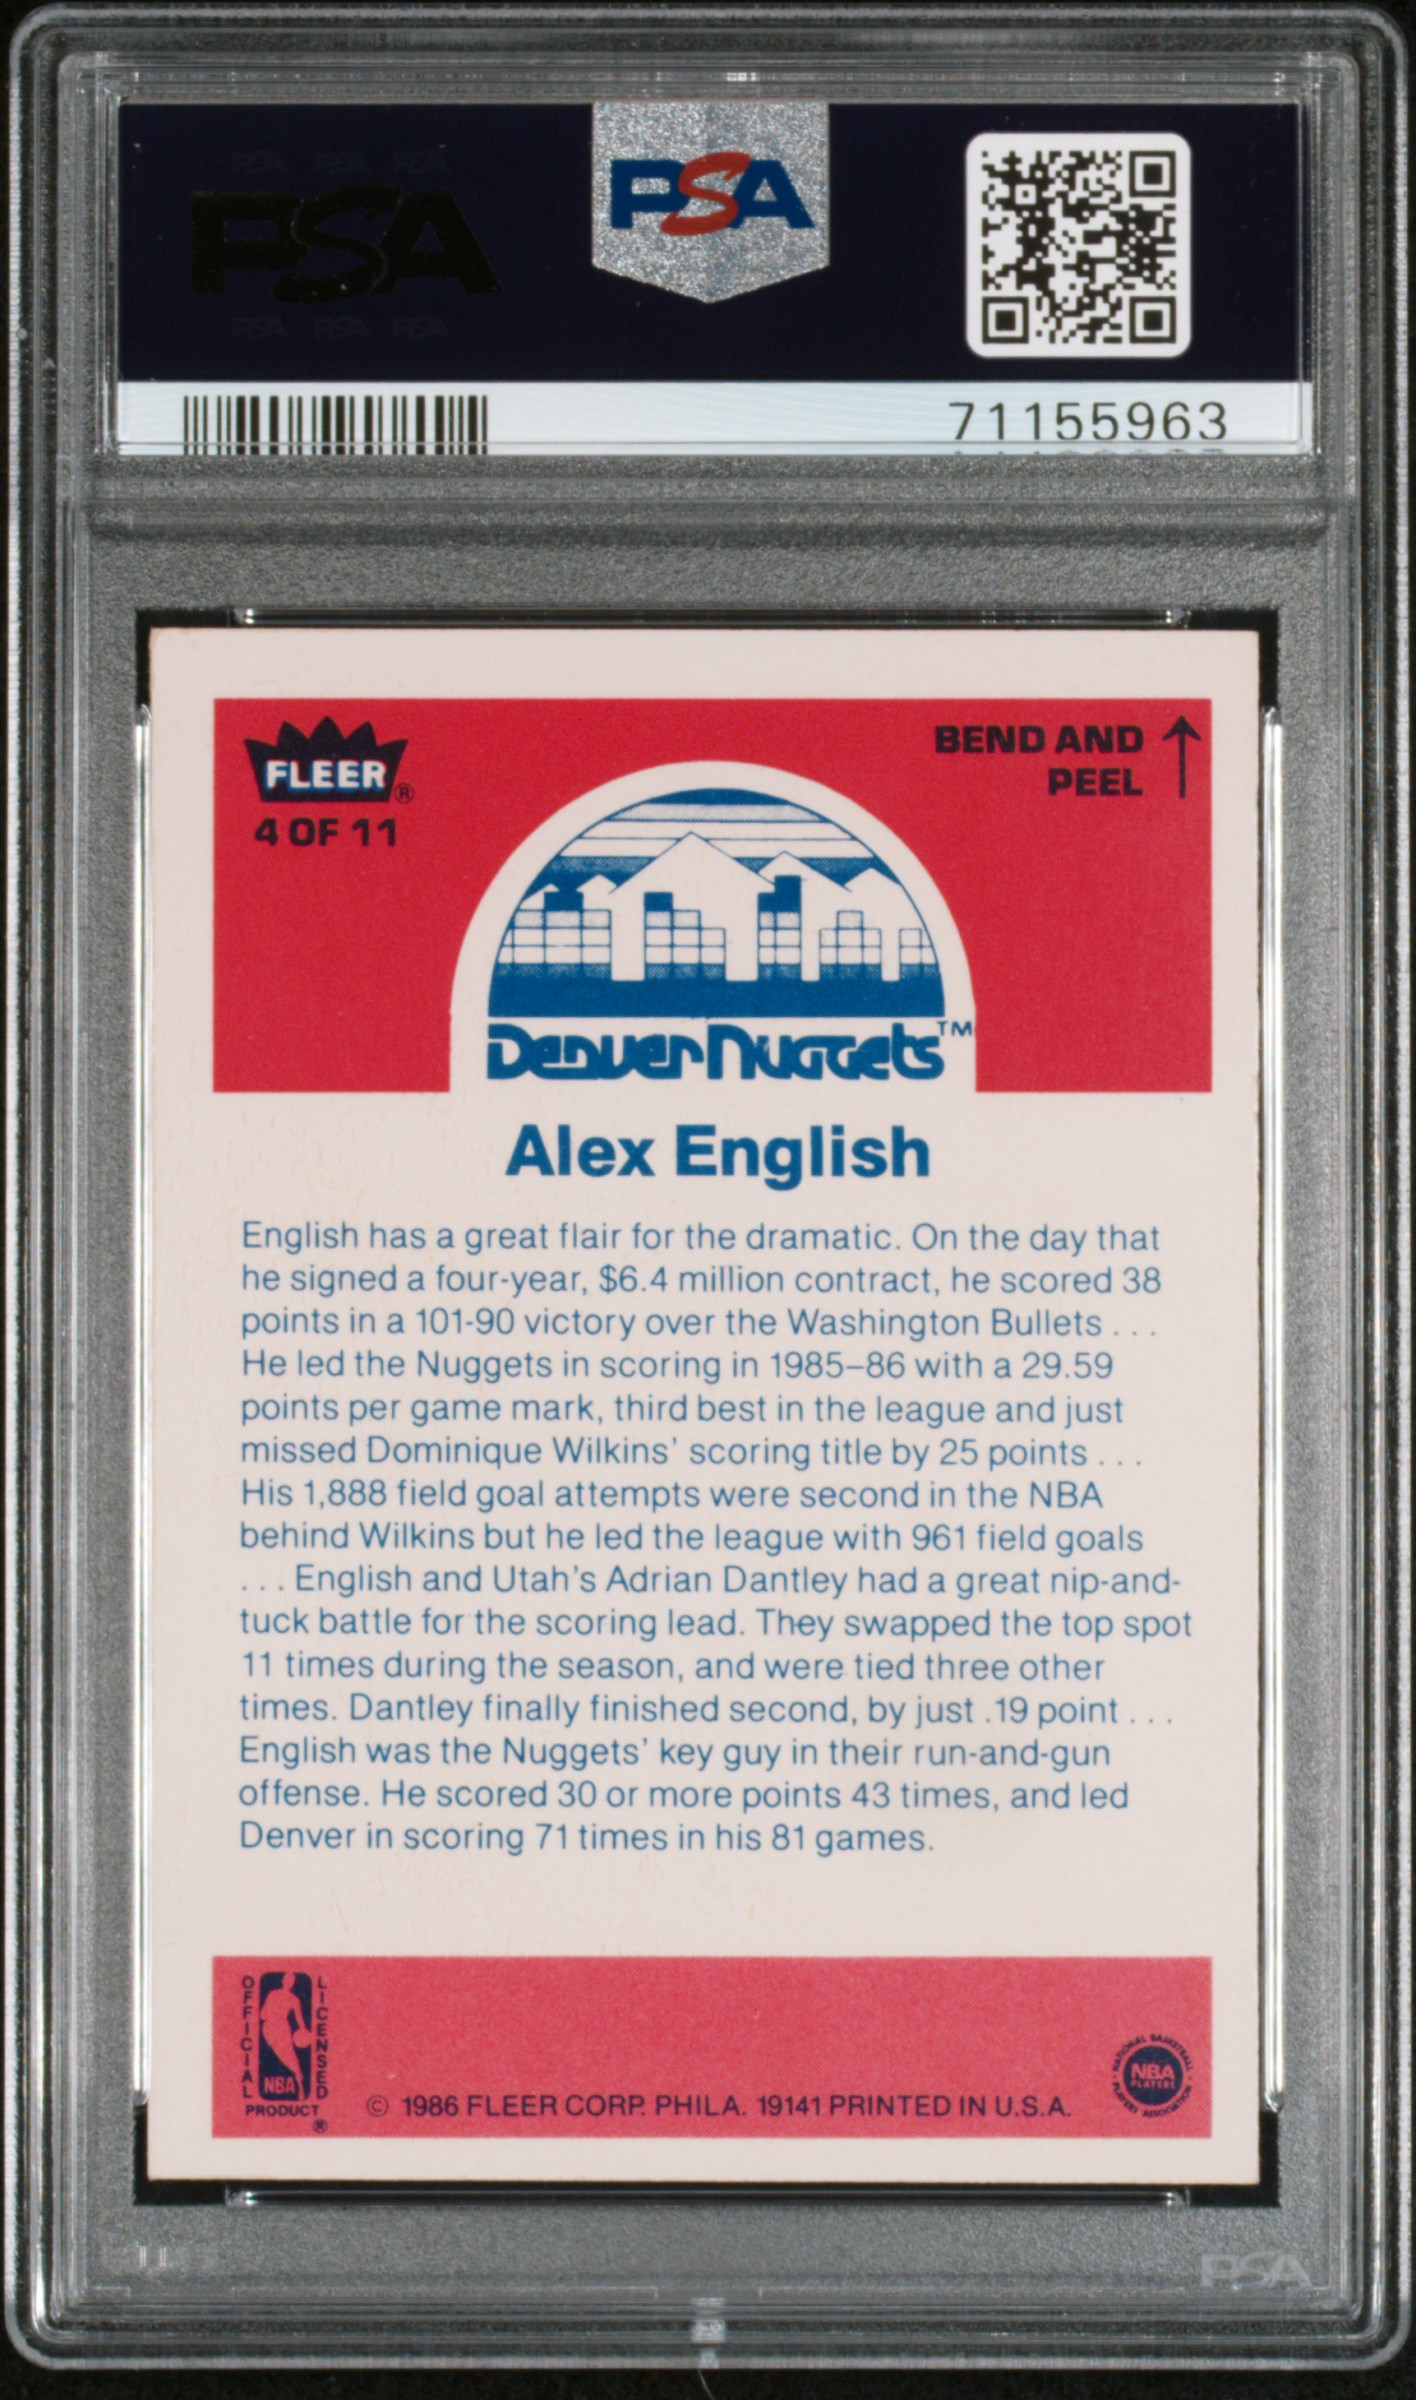 PSA
PSA
71155963
FLEER®
4 OF 11
BEND AND
PEEL
Denver Nuggets™
Alex English
English has a great flair for the dramatic. On the day that
he signed a four-year, $6.4 million contract, he scored 38
points in a 101-90 victory over the Washington Bullets . . .
He led the Nuggets in scoring in 1985–86 with a 29.59
points per game mark, third best in the league and just
missed Dominique Wilkins' scoring title by 25 points . . .
His 1,888 field goal attempts were second in the NBA
behind Wilkins but he led the league with 961 field goals
. . . English and Utah's Adrian Dantley had a great nip-and-
tuck battle for the scoring lead. They swapped the top spot
11 times during the season, and were tied three other
times. Dantley finally finished second, by just .19 point . . .
English was the Nuggets' key guy in their run-and-gun
offense. He scored 30 or more points 43 times, and led
Denver in scoring 71 times in his 81 games.
OFFICIAL LICENSED
NBA
PRODUCT ®
© 1986 FLEER CORP. PHILA. 19141 PRINTED IN U.S.A.
NATIONAL BASKETBALL
NBA
PLAYERS
PLAYERS ASSOCIATION
PSA